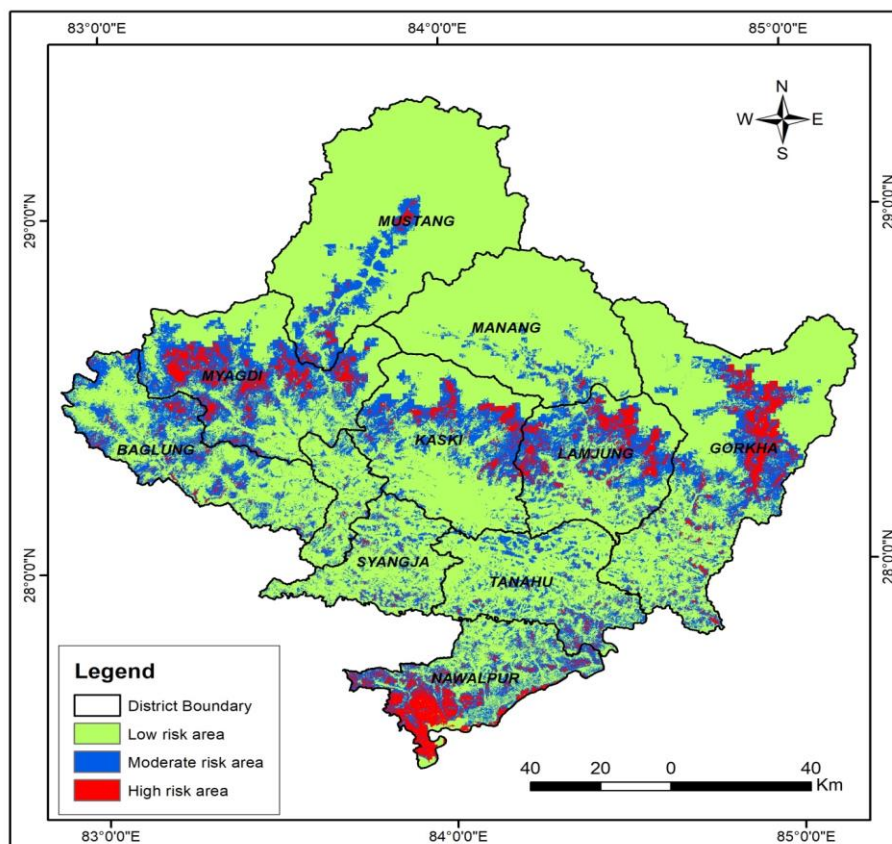 83°0'0"E 84°0'0"E 85°0'0"E
N
W E
S
29°0'0"N 29°0'0"N
MUSTANG
MANANG
MYAGDI
KASKI
LAMJUNG
GORKHA
BAGLUNG
28°0'0"N 28°0'0"N
SYANGJA
TANAHU
NAWALPUR
Legend
District Boundary
Low risk area
Moderate risk area
High risk area
40 20 0 40
Km
83°0'0"E 84°0'0"E 85°0'0"E